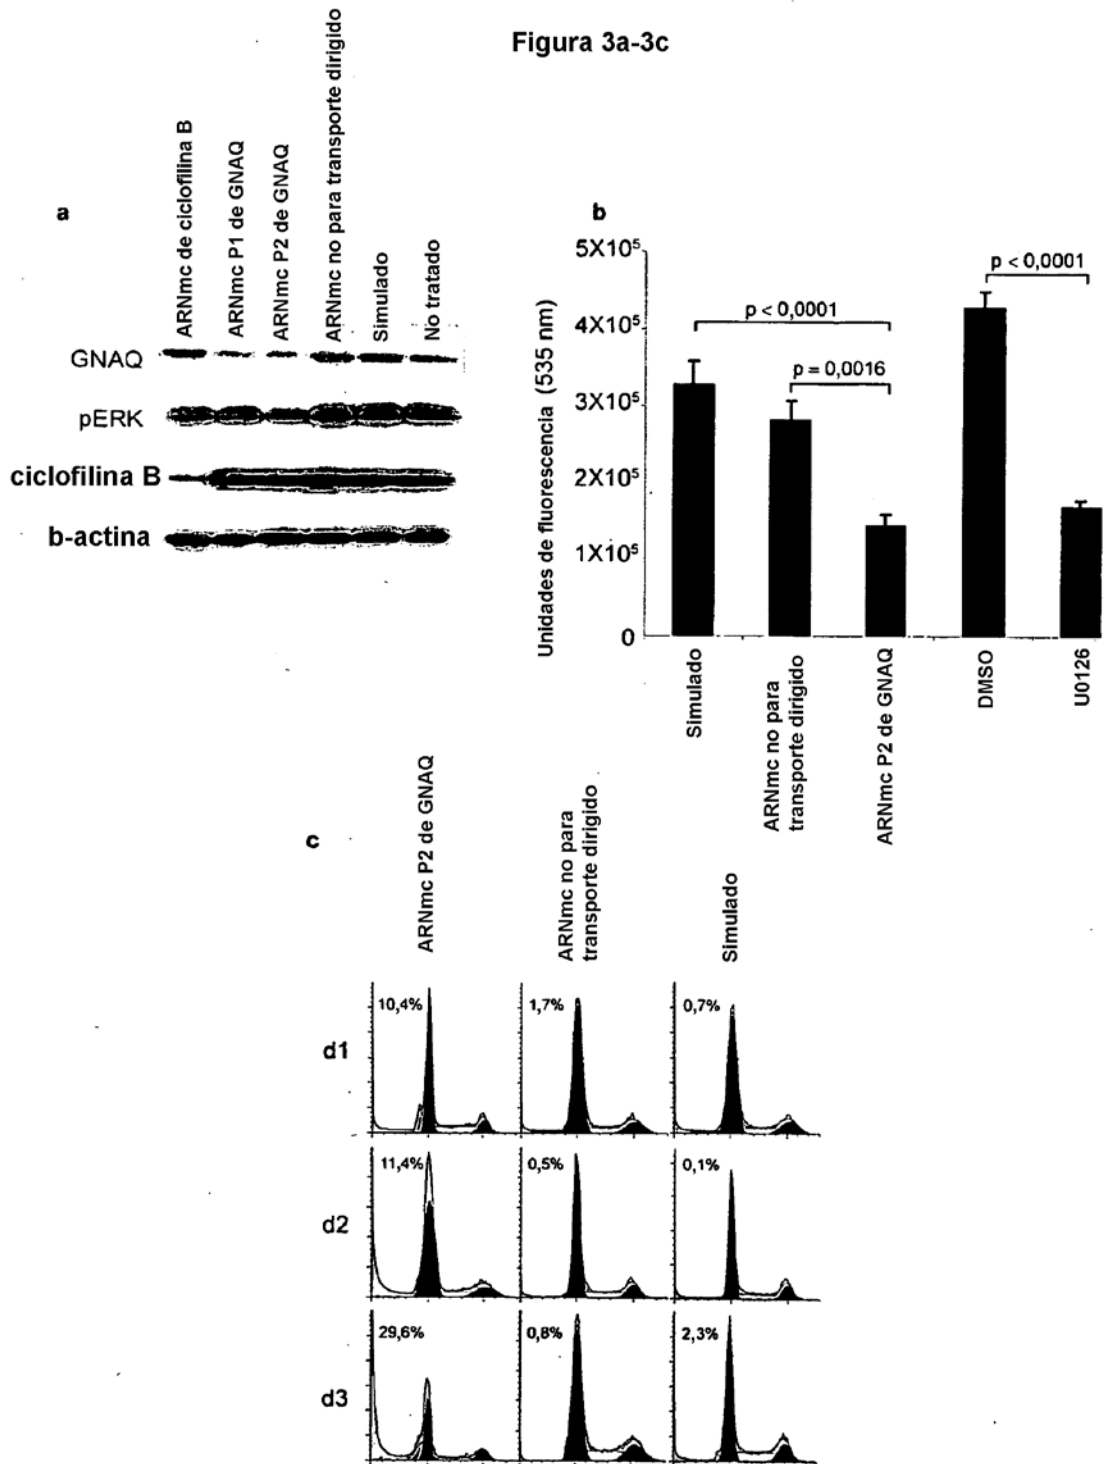 Figura 3a-3c
a
ARNmc de ciclofilina B
ARNmc P1 de GNAQ
ARNmc P2 de GNAQ
ARNmc no para transporte dirigido
Simulado
No tratado
GNAQ
pERK
ciclofilina B
b-actina
b
Unidades de fluorescencia (535 nm)
5X10⁵
4X10⁵
3X10⁵
2X10⁵
1X10⁵
0
p < 0,0001
p = 0,0016
p < 0,0001
Simulado
ARNmc no para
transporte dirigido
ARNmc P2 de GNAQ
DMSO
U0126
c
ARNmc P2 de GNAQ
ARNmc no para
transporte dirigido
Simulado
d1
10,4%
1,7%
0,7%
d2
11,4%
0,5%
0,1%
d3
29,6%
0,8%
2,3%